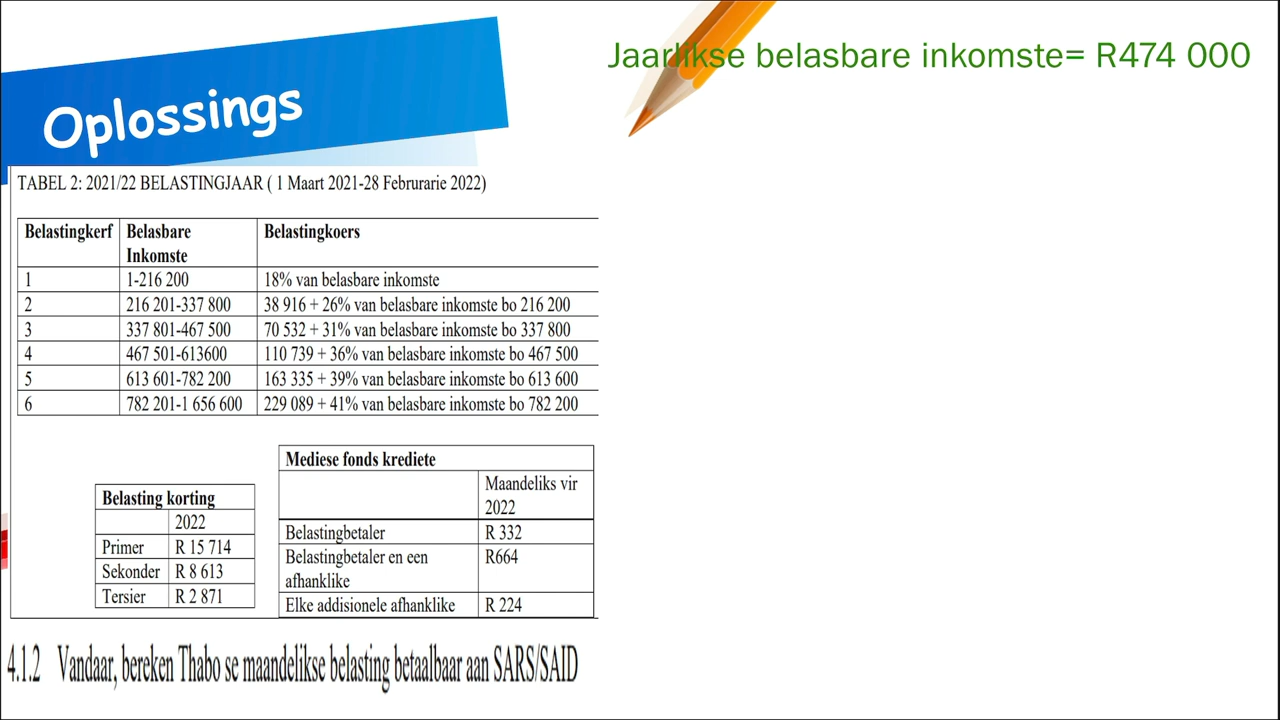 Jaarlikse belasbare inkomste= R474 000
Oplossings
TABEL 2: 2021/22 BELASTINGJAAR ( 1 Maart 2021-28 Februrarie 2022)
Belastingkerf Belasbare Inkomste Belastingkoers
1 1-216 200 18% van belasbare inkomste
2 216 201-337 800 38 916 + 26% van belasbare inkomste bo 216 200
3 337 801-467 500 70 532 + 31% van belasbare inkomste bo 337 800
4 467 501-613600 110 739 + 36% van belasbare inkomste bo 467 500
5 613 601-782 200 163 335 + 39% van belasbare inkomste bo 613 600
6 782 201-1 656 600 229 089 + 41% van belasbare inkomste bo 782 200
Belasting korting
2022
Primer R 15 714
Sekonder R 8 613
Tersier R 2 871
Mediese fonds krediete
Maandeliks vir
2022
Belastingbetaler R 332
Belastingbetaler en een R664
afhanklike
Elke addisionele afhanklike R 224
4.1.2 Vandaar, bereken Thabo se maandelikse belasting betaalbaar aan SARS/SAID